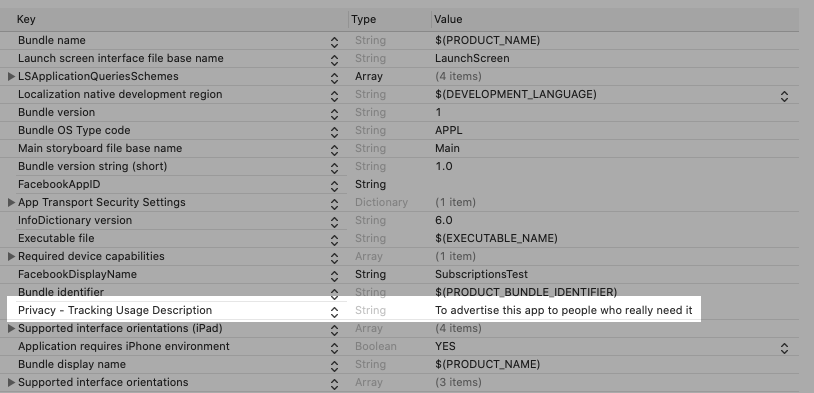 Key Type Value
Bundle name String $(PRODUCT_NAME)
Launch screen interface file base name String LaunchScreen
LSApplicationQueriesSchemes Array (4 items)
Localization native development region String $(DEVELOPMENT_LANGUAGE)
Bundle version String 1
Bundle OS Type code String APPL
Main storyboard file base name String Main
Bundle version string (short) String 1.0
FacebookAppID String
App Transport Security Settings Dictionary (1 item)
InfoDictionary version String 6.0
Executable file String $(EXECUTABLE_NAME)
Required device capabilities Array (1 item)
FacebookDisplayName String SubscriptionsTest
Bundle identifier String $(PRODUCT_BUNDLE_IDENTIFIER)
Privacy - Tracking Usage Description String To advertise this app to people who really need it
Supported interface orientations (iPad) Array (4 items)
Application requires iPhone environment Boolean YES
Bundle display name String $(PRODUCT_NAME)
Supported interface orientations Array (3 items)